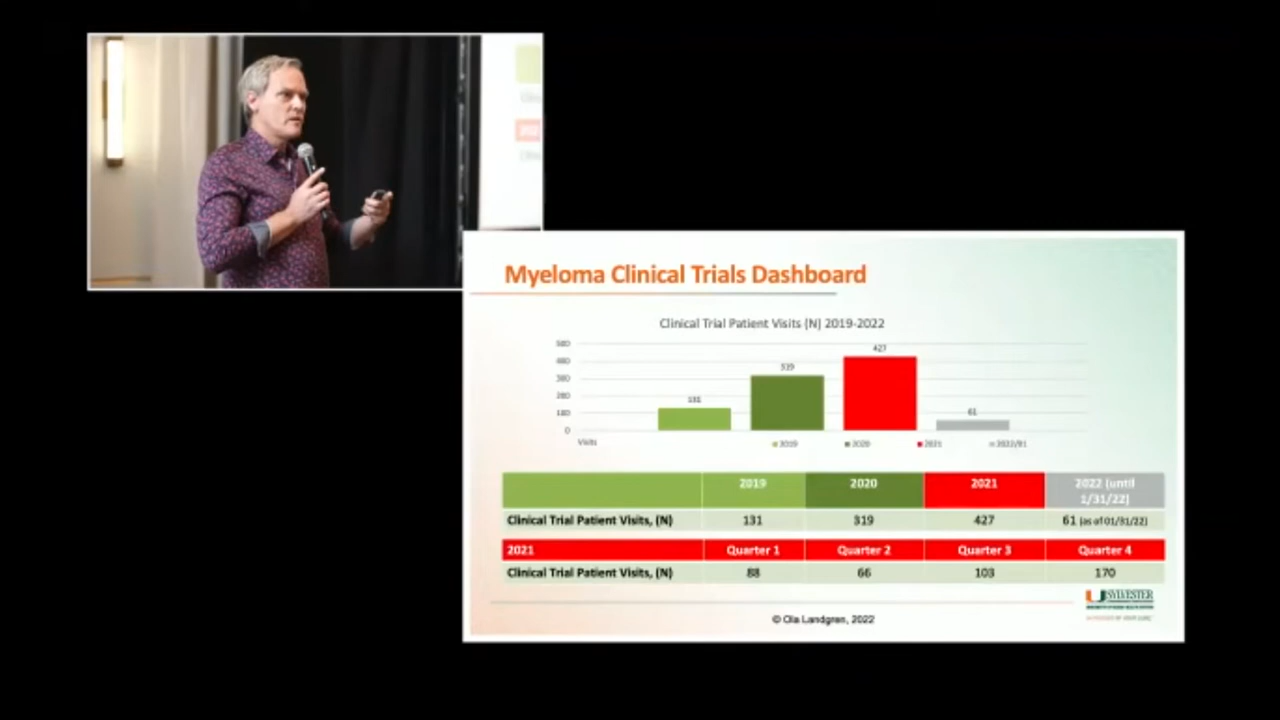 Myeloma Clinical Trials Dashboard
Clinical Trial Patient Visits (N) 2019-2022
500
400
300
200
100
0
131
319
427
61
Visits
2019
2020
2021
2022/01
2019 2020 2021 2022 (until
1/31/22)
Clinical Trial Patient Visits, (N) 131 319 427 61 (as of 01/31/22)
2021 Quarter 1 Quarter 2 Quarter 3 Quarter 4
Clinical Trial Patient Visits, (N) 88 66 103 170
SYLVESTER
© Ola Landgren, 2022